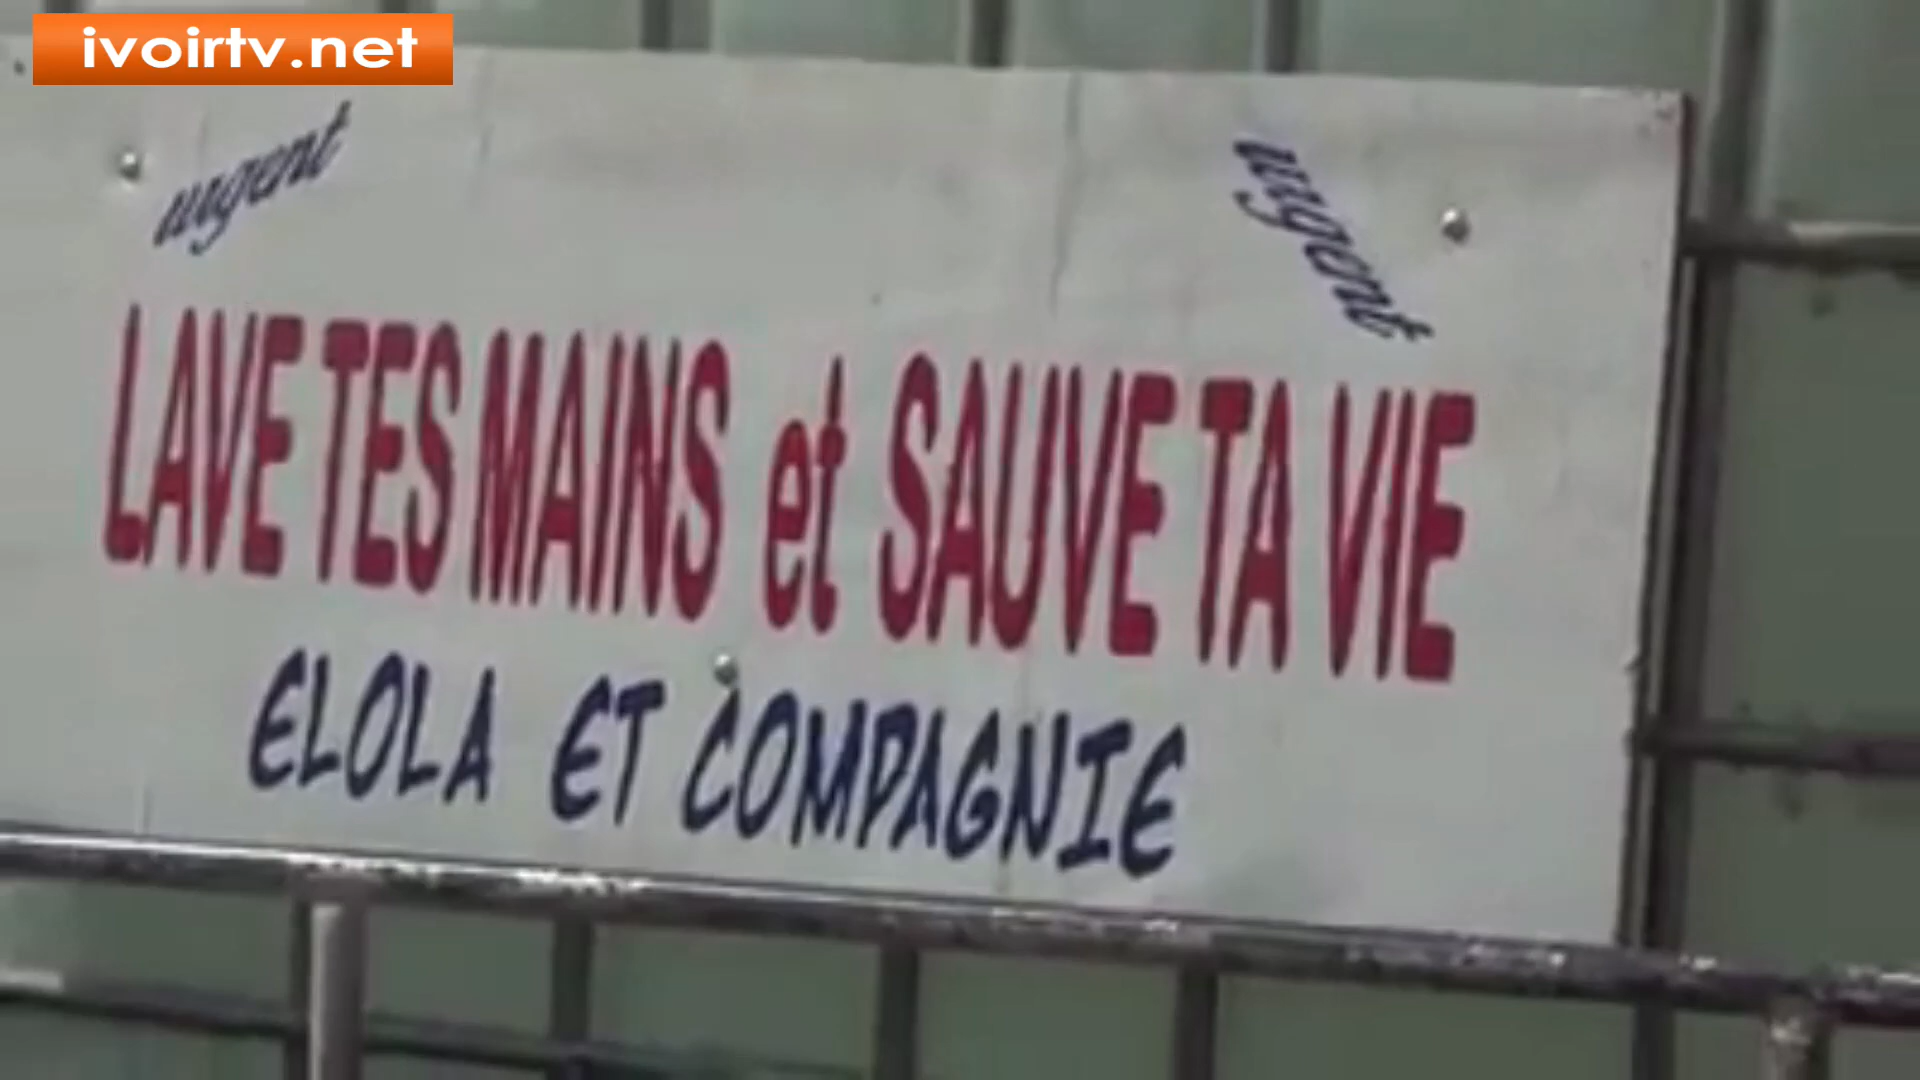 ivoirtv.net
urgent
urgent
LAVE TES MAINS et SAUVE TA VIE
ELOLA ET COMPAGNIE